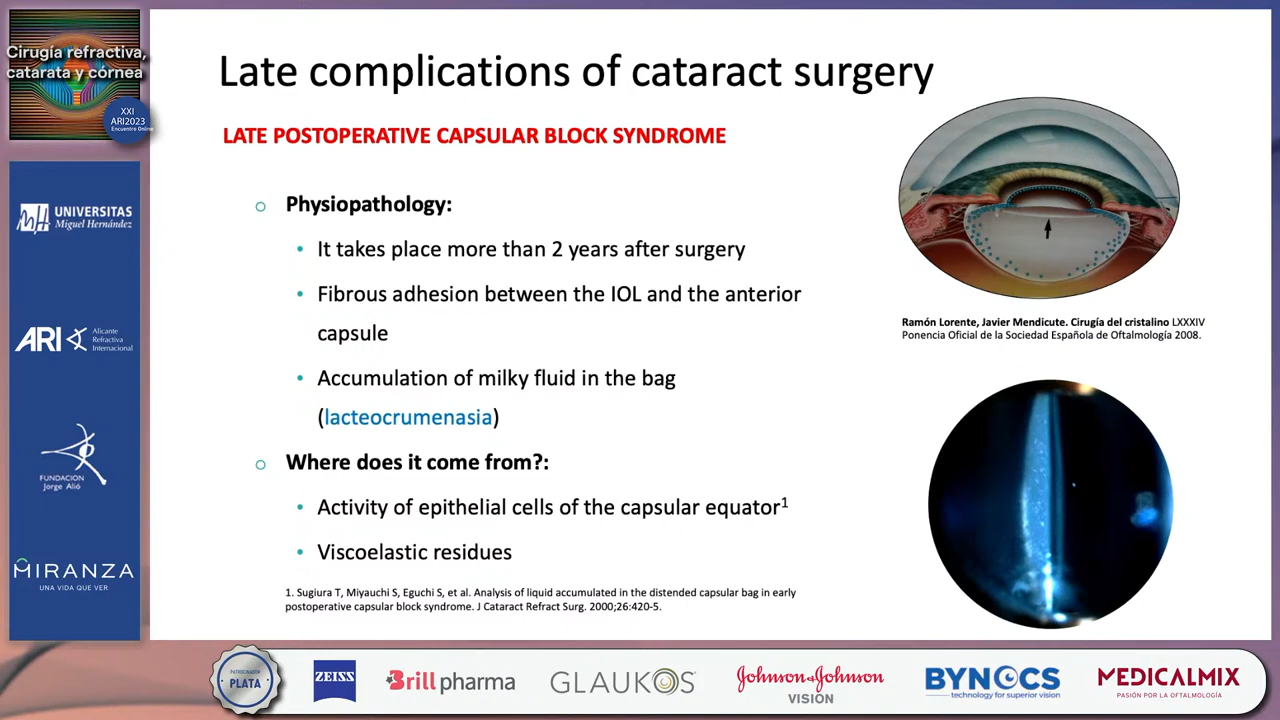 Cirugía refractiva,
catarata y córnea
XXI
ARI2023
Encuentro Online
Late complications of cataract surgery
LATE POSTOPERATIVE CAPSULAR BLOCK SYNDROME
Physiopathology:
It takes place more than 2 years after surgery
Fibrous adhesion between the IOL and the anterior
capsule
Accumulation of milky fluid in the bag
(lacteocrumenasia)
Where does it come from?:
Activity of epithelial cells of the capsular equator1
Viscoelastic residues
1. Sugiura T, Miyauchi S, Eguchi S, et al. Analysis of liquid accumulated in the distended capsular bag in early
postoperative capsular block syndrome. J Cataract Refract Surg. 2000;26:420-5.
Ramón Lorente, Javier Mendicute. Cirugía del cristalino LXXXIV
Ponencia Oficial de la Sociedad Española de Oftalmología 2008.
UNIVERSITAS
Miguel Hernández
ARI
Alicante
Refractiva
Internacional
FUNDACION
Jorge Alió
MIRANZA
UNA VIDA QUE VER
PATROCINADOR
PLATA
ZEISS
Brill pharma
GLAUKOS
Johnson & Johnson
VISION
BYNOCS
technology for superior vision
MEDICALMIX
PASIÓN POR LA OFTALMOLOGÍA